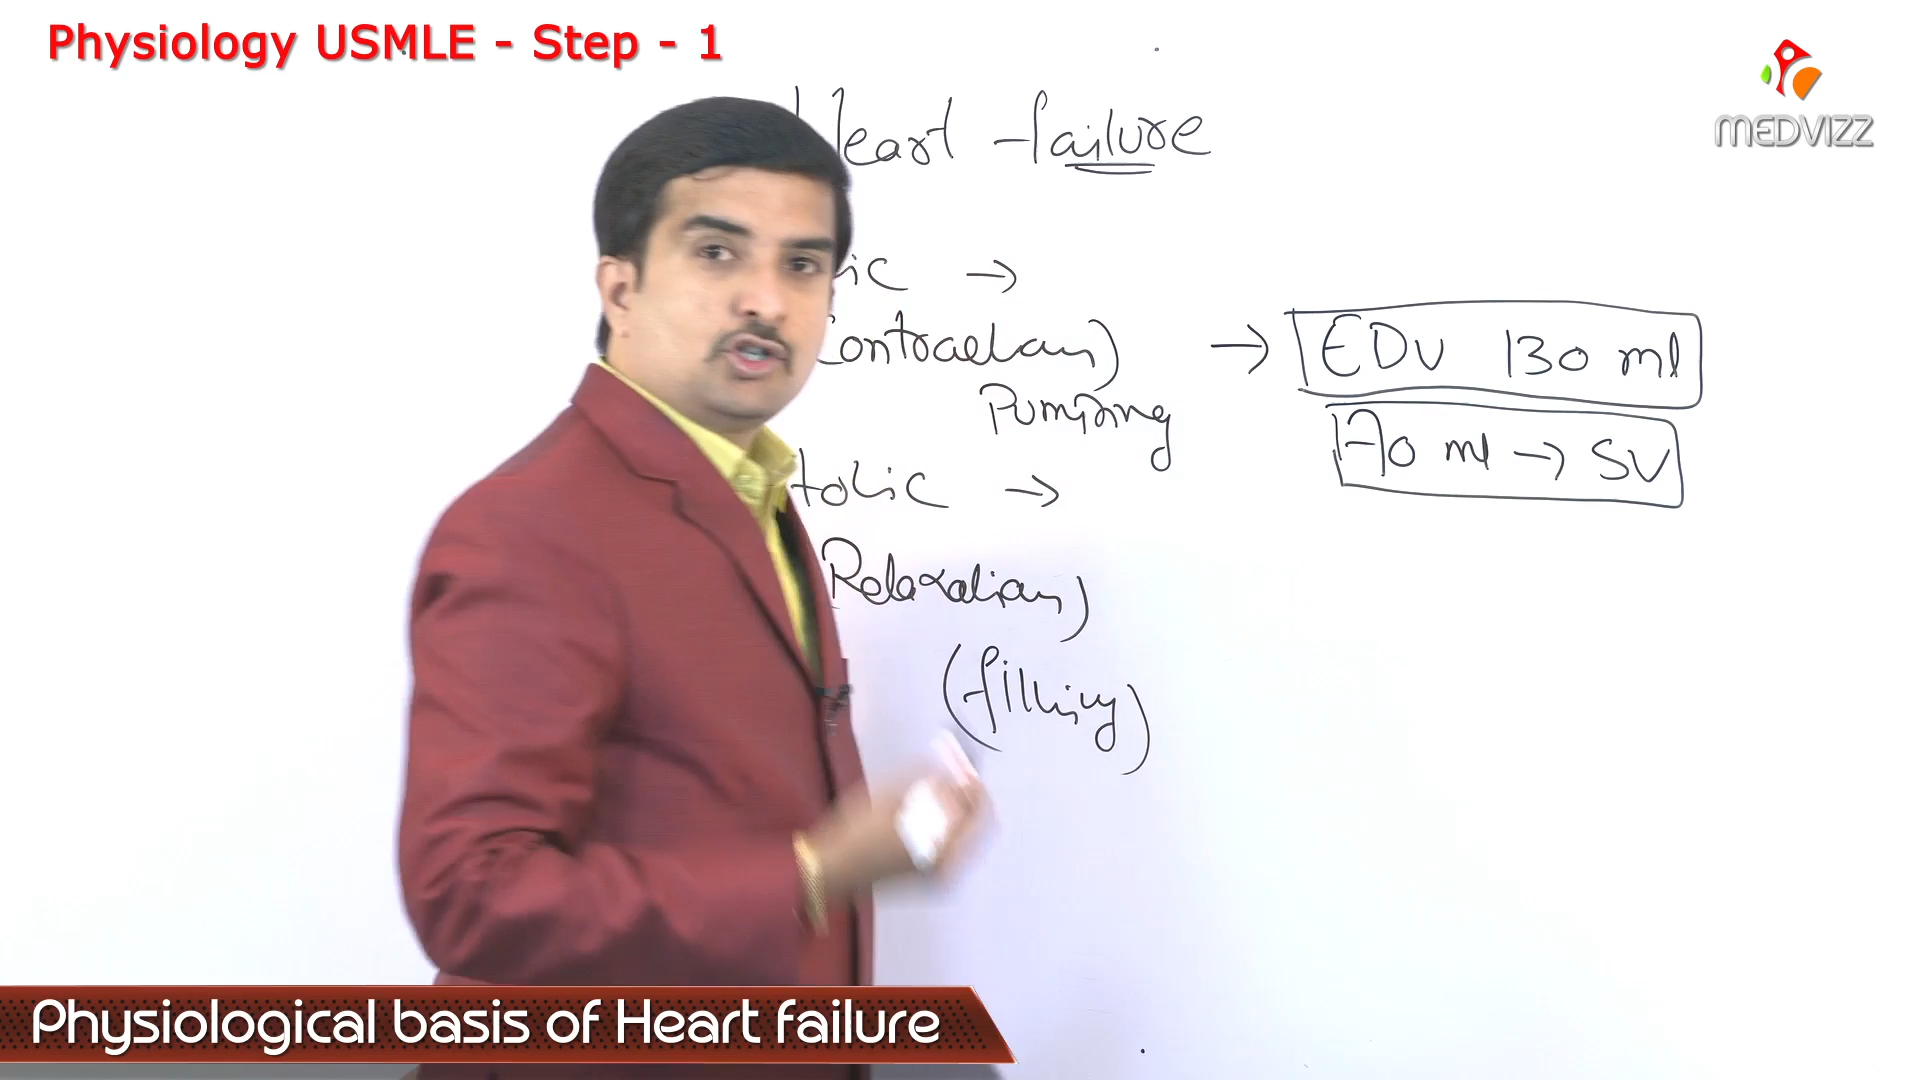 Physiology USMLE - Step - 1
MEDVIZZ
Heart - failure
ic →
Contraction)
Pumping
→ EDV 130 ml
70 ml → SV
tolic →
Relaxation)
(filling)
Physiological basis of Heart failure